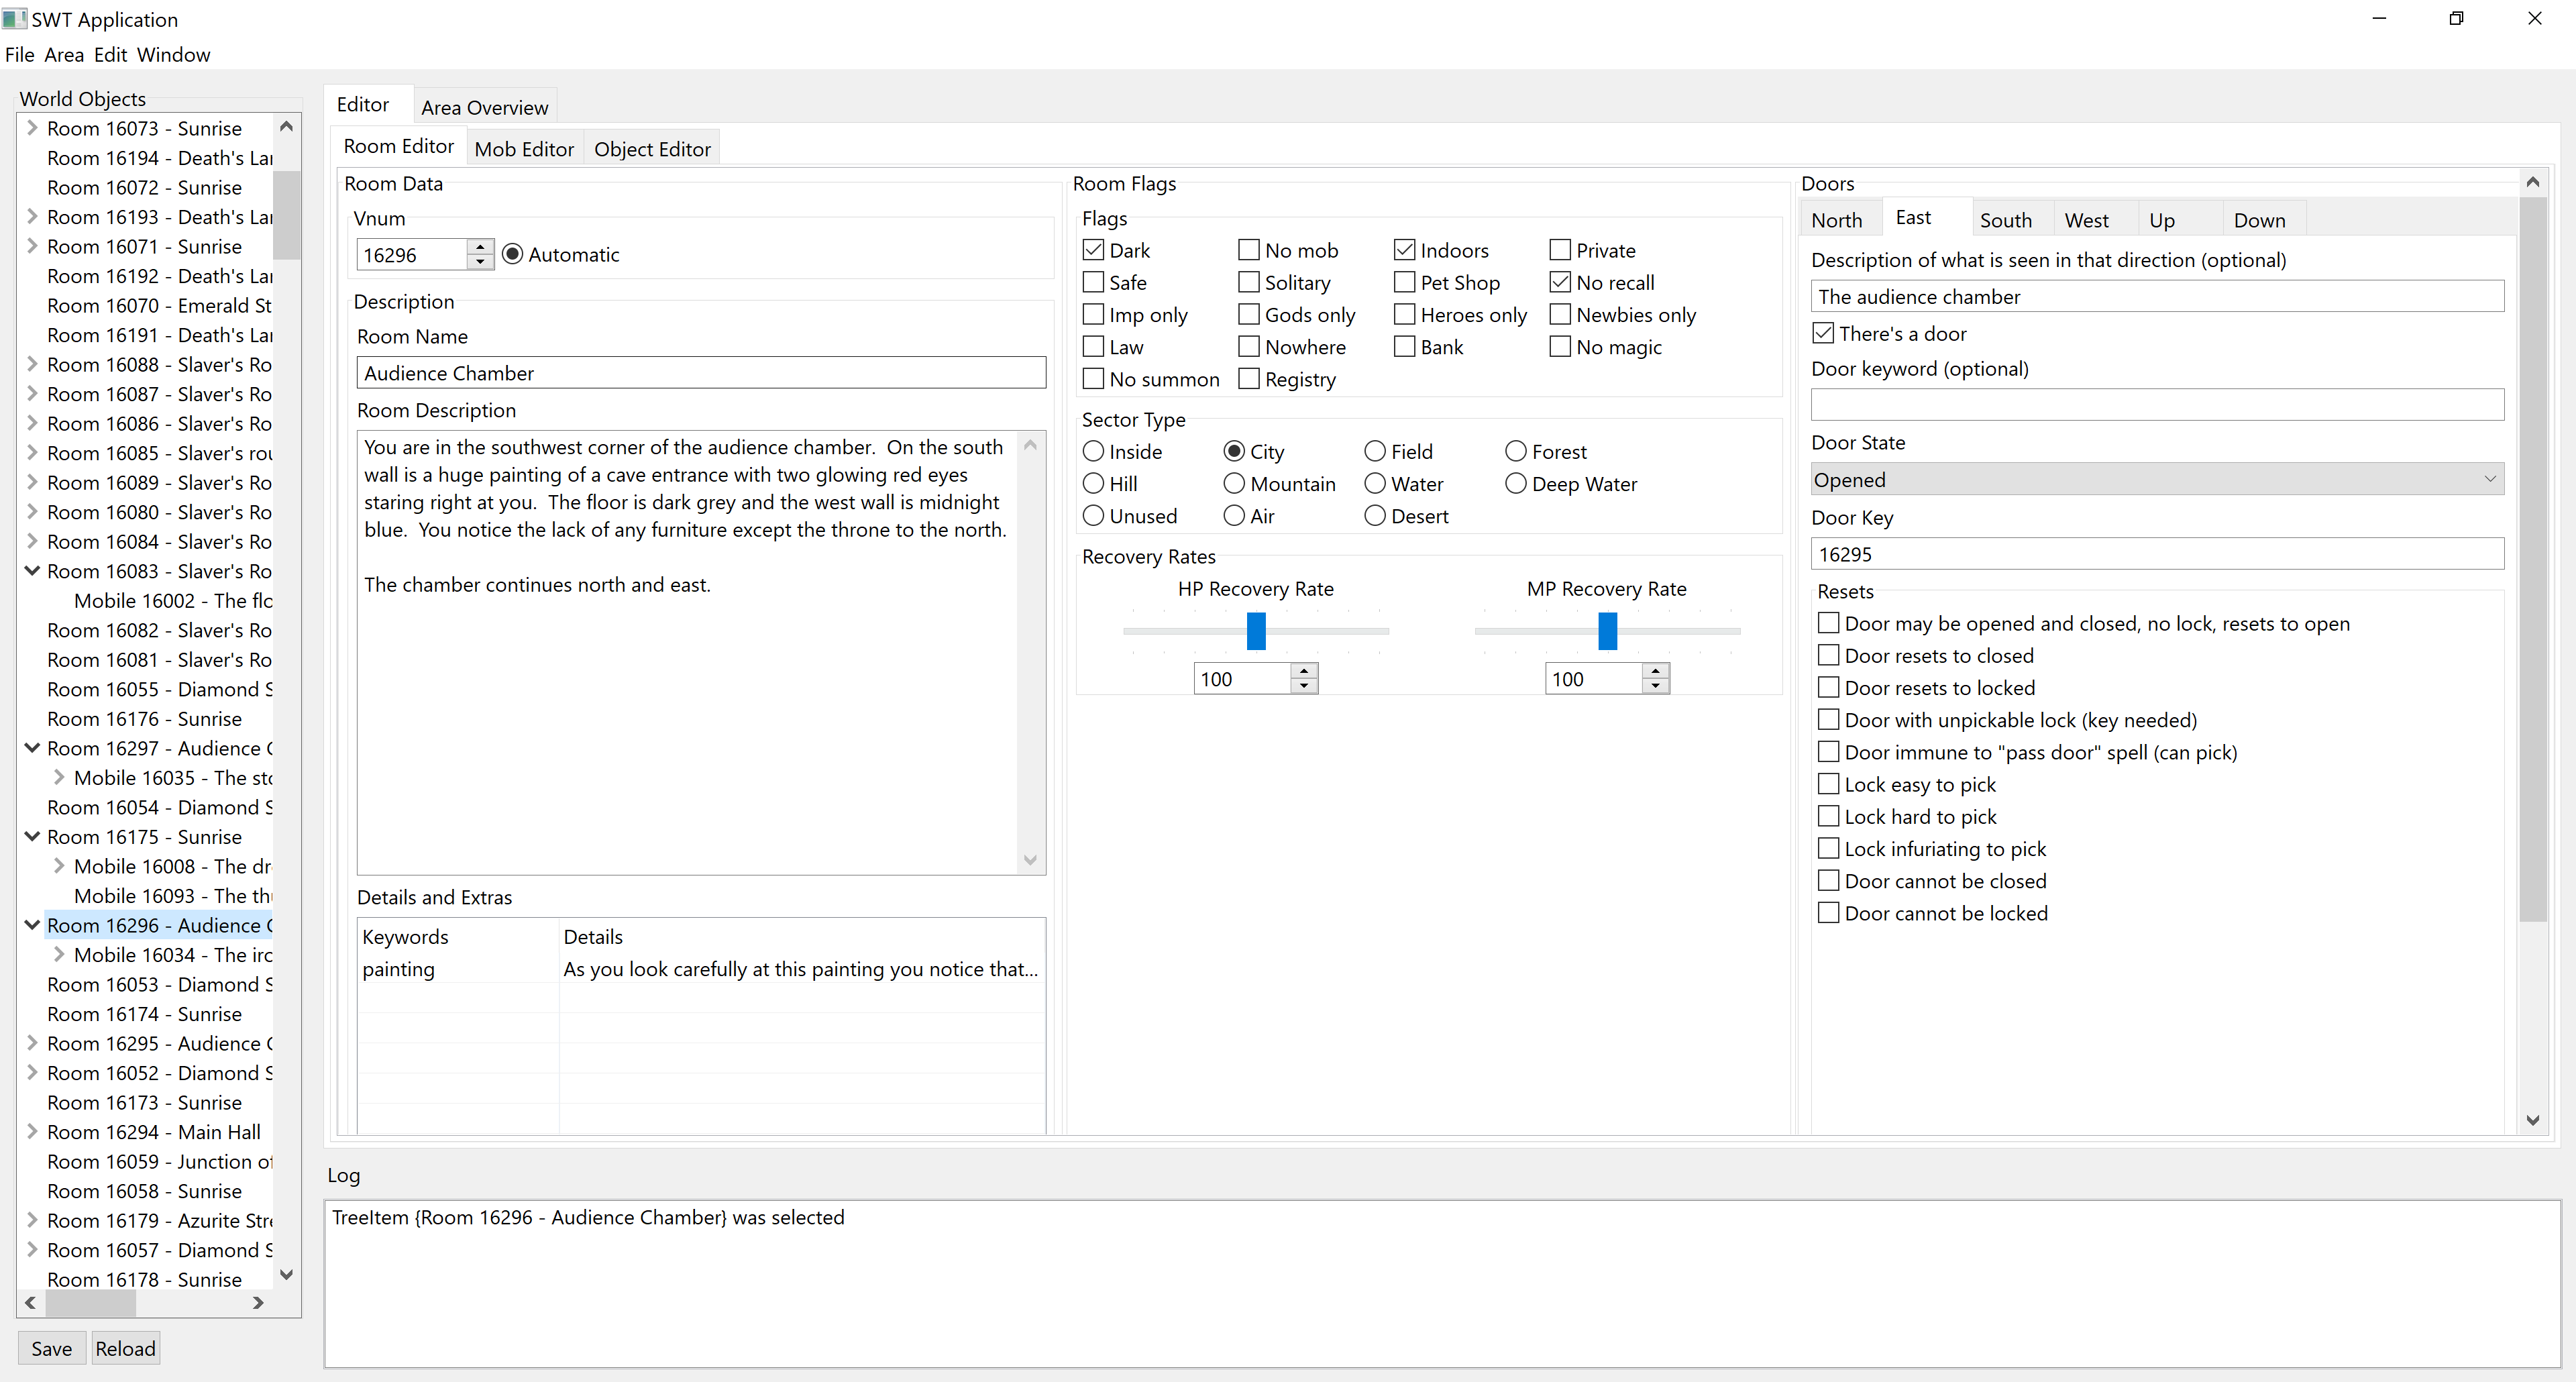 SWT Application
File Area Edit Window
World Objects
Room 16073 - Sunrise
Room 16194 - Death's Lar
Room 16072 - Sunrise
Room 16193 - Death's Lar
Room 16071 - Sunrise
Room 16192 - Death's Lar
Room 16070 - Emerald St
Room 16191 - Death's Lar
Room 16088 - Slaver's Ro
Room 16087 - Slaver's Ro
Room 16086 - Slaver's Ro
Room 16085 - Slaver's rou
Room 16089 - Slaver's Ro
Room 16080 - Slaver's Ro
Room 16084 - Slaver's Ro
Room 16083 - Slaver's Ro
Mobile 16002 - The flo
Room 16082 - Slaver's Ro
Room 16081 - Slaver's Ro
Room 16055 - Diamond S
Room 16176 - Sunrise
Room 16297 - Audience C
Mobile 16035 - The sto
Room 16054 - Diamond S
Room 16175 - Sunrise
Mobile 16008 - The dr
Mobile 16093 - The thu
Room 16296 - Audience C
Mobile 16034 - The iro
Room 16053 - Diamond S
Room 16174 - Sunrise
Room 16295 - Audience C
Room 16052 - Diamond S
Room 16173 - Sunrise
Room 16294 - Main Hall
Room 16059 - Junction of
Room 16058 - Sunrise
Room 16179 - Azurite Stre
Room 16057 - Diamond S
Room 16178 - Sunrise
Save Reload
Editor Area Overview
Room Editor Mob Editor Object Editor
Room Data
Vnum
16296 Automatic
Description
Room Name
Audience Chamber
Room Description
You are in the southwest corner of the audience chamber.  On the south
wall is a huge painting of a cave entrance with two glowing red eyes
staring right at you.  The floor is dark grey and the west wall is midnight
blue.  You notice the lack of any furniture except the throne to the north.
The chamber continues north and east.
Details and Extras
Keywords Details
painting As you look carefully at this painting you notice that...
Room Flags
Flags
Dark No mob Indoors Private
Safe Solitary Pet Shop No recall
Imp only Gods only Heroes only Newbies only
Law Nowhere Bank No magic
No summon Registry
Sector Type
Inside City Field Forest
Hill Mountain Water Deep Water
Unused Air Desert
Recovery Rates
HP Recovery Rate MP Recovery Rate
100 100
Doors
North East South West Up Down
Description of what is seen in that direction (optional)
The audience chamber
There's a door
Door keyword (optional)
Door State
Opened
Door Key
16295
Resets
Door may be opened and closed, no lock, resets to open
Door resets to closed
Door resets to locked
Door with unpickable lock (key needed)
Door immune to "pass door" spell (can pick)
Lock easy to pick
Lock hard to pick
Lock infuriating to pick
Door cannot be closed
Door cannot be locked
Log
TreeItem {Room 16296 - Audience Chamber} was selected